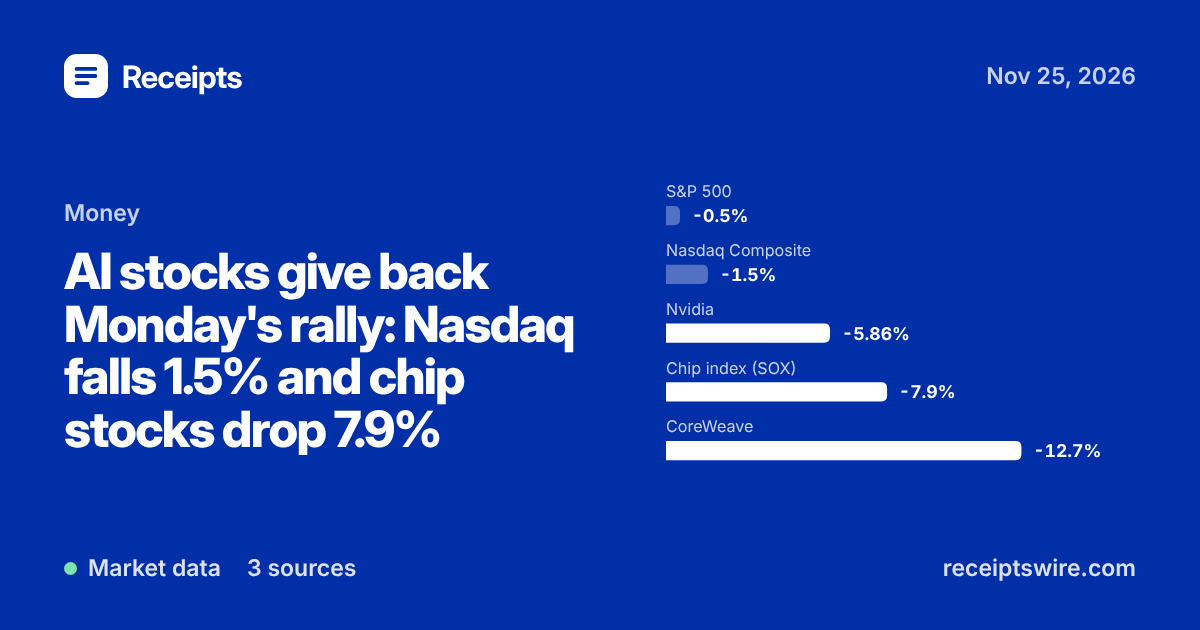 Receipts
Nov 25, 2026
Money
AI stocks give back
Monday's rally: Nasdaq
falls 1.5% and chip
stocks drop 7.9%
S&P 500
-0.5%
Nasdaq Composite
-1.5%
Nvidia
-5.86%
Chip index (SOX)
-7.9%
CoreWeave
-12.7%
Market data 3 sources
receiptswire.com